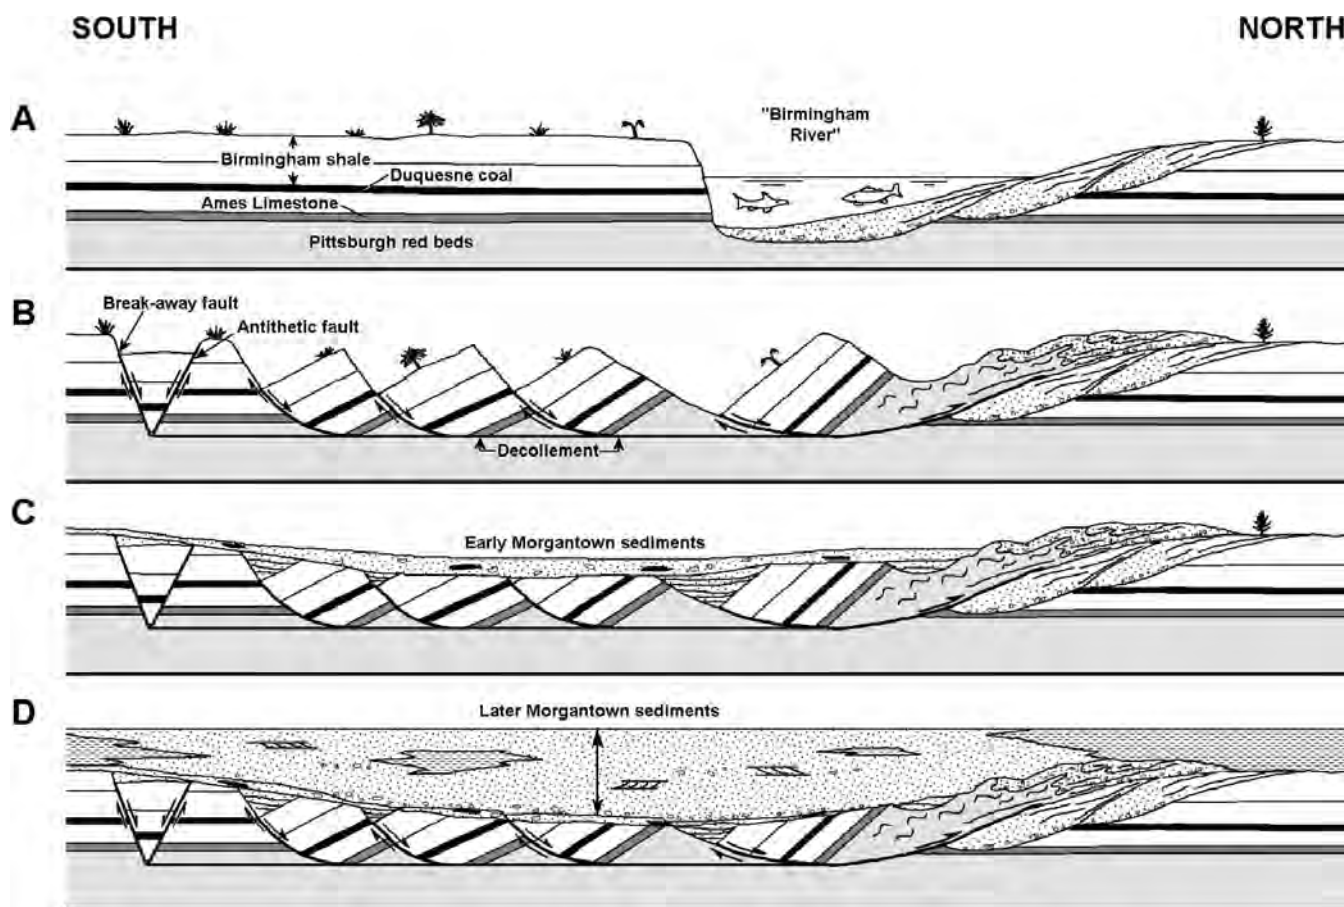 SOUTH
NORTH
A
"Birmingham
River"
Birmingham shale
Duquesne coal
Ames Limestone
Pittsburgh red beds
B
Break-away fault
Antithetic fault
Decollement
C
Early Morgantown sediments
D
Later Morgantown sediments